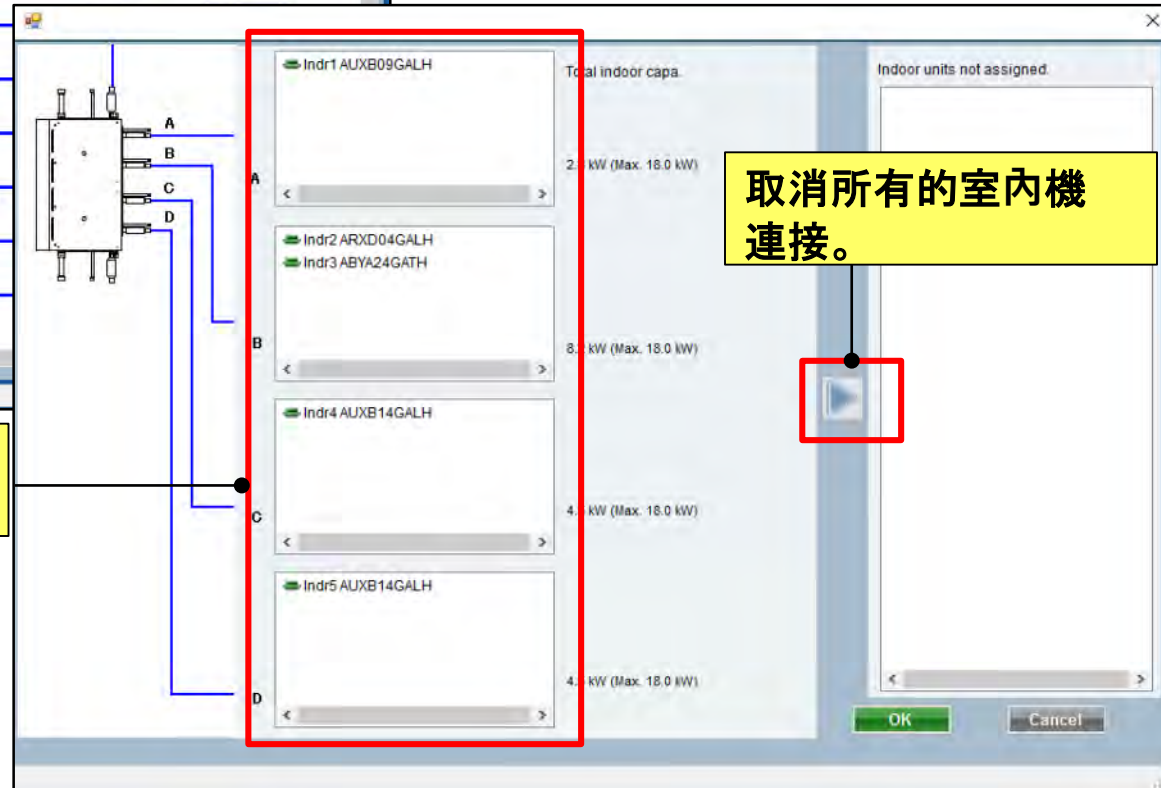 Indr1 AUXB09GALH
Total indoor capa.
Indoor units not assigned.
A
B
C
D
A
kW (Max. 18.0 kW)
取消所有的室內機
連接。
Indr2 ARXD04GALH
Indr3 ABYA24GATH
B
kW (Max. 18.0 kW)
Indr4 AUXB14GALH
C
kW (Max. 18.0 kW)
Indr5 AUXB14GALH
D
kW (Max. 18.0 kW)
OK
Cancel